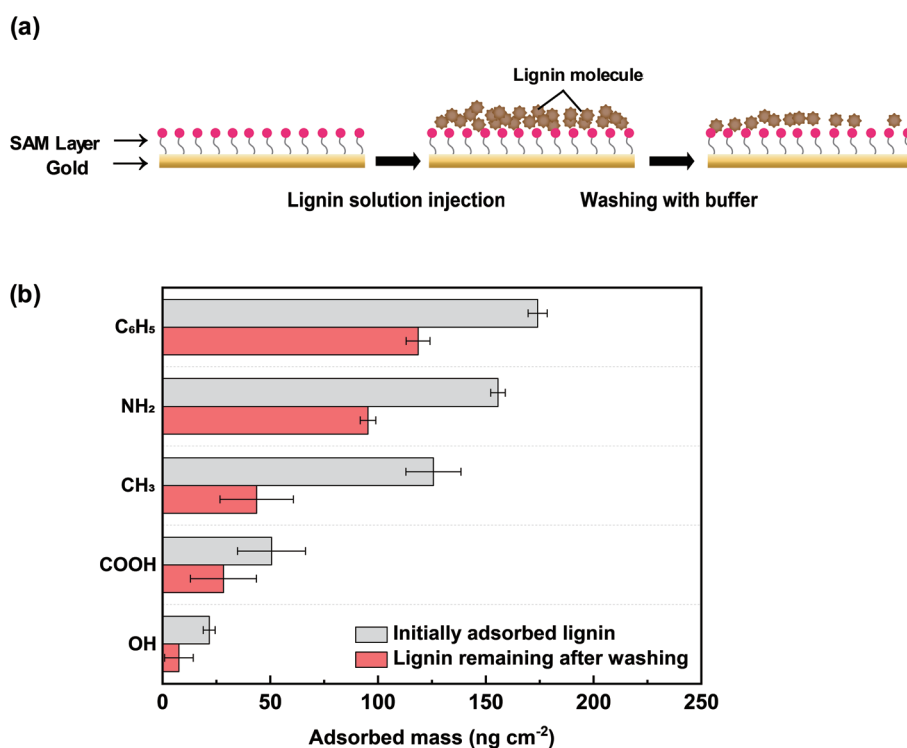 (a)
Lignin molecule
SAM Layer
Gold
Lignin solution injection
Washing with buffer
(b)
C₆H₅
NH₂
CH₃
COOH
OH
Initially adsorbed lignin
Lignin remaining after washing
0 50 100 150 200 250
Adsorbed mass (ng cm⁻²)